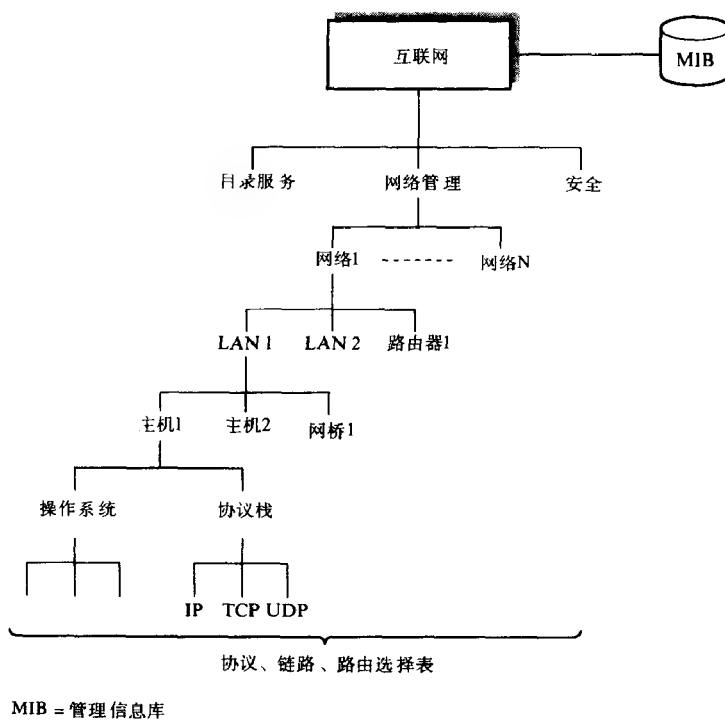 互联网
MIB
目录服务 网络管理 安全
网络1 -------- 网络N
LAN 1 LAN 2 路由器1
主机1 主机2 网桥1
操作系统 协议栈
IP TCP UDP
协议、链路、路由选择表
MIB = 管理信息库